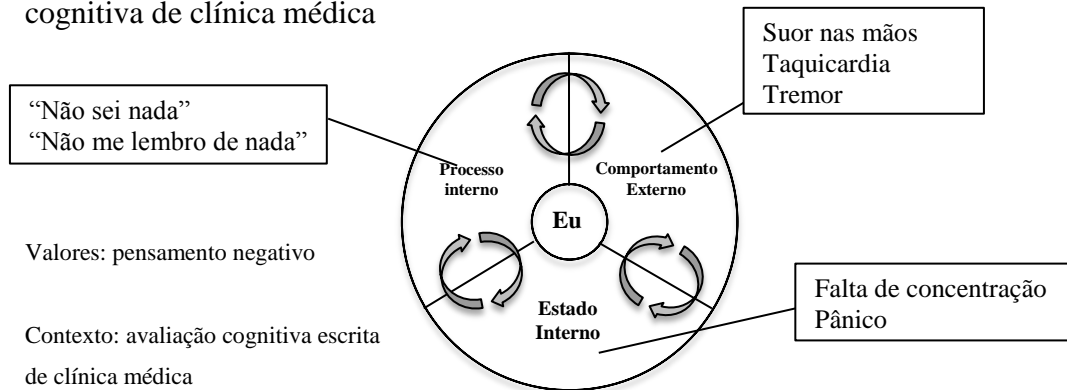 cognitiva de clínica médica
Suor nas mãos
Taquicardia
Tremor
“Não sei nada”
“Não me lembro de nada”
Processo
interno
Comportamento
Externo
Eu
Valores: pensamento negativo
Estado
Interno
Falta de concentração
Pânico
Contexto: avaliação cognitiva escrita
de clínica médica